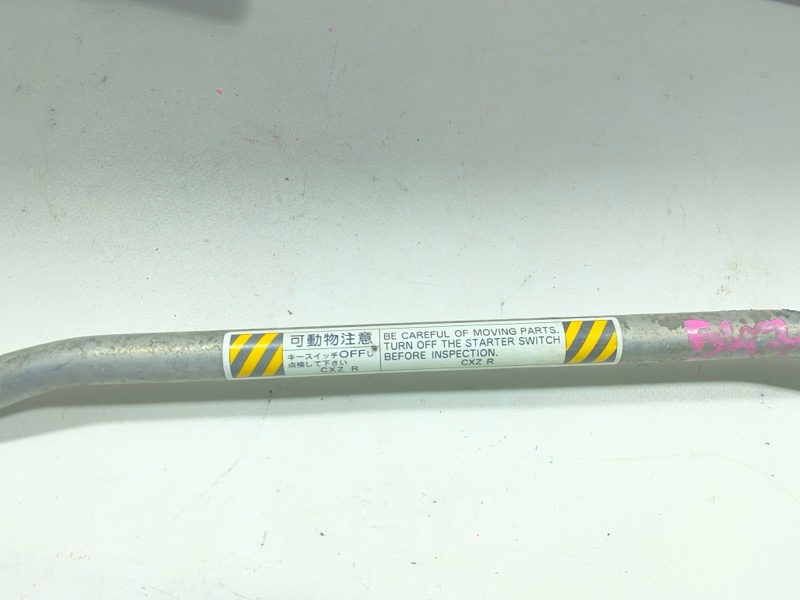 可動物注意
キースイッチOFFし
点検して下さい
CXZ R
BE CAREFUL OF MOVING PARTS.
TURN OFF THE STARTER SWITCH
BEFORE INSPECTION.
CXZ R